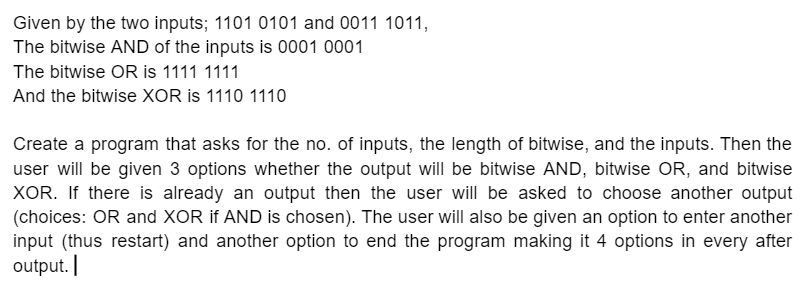 Given by the two inputs; 1101 0101 and 0011 1011,
The bitwise AND of the inputs is 0001 0001
The bitwise OR is 1111 1111
And the bitwise XOR is 1110 1110
Create a program that asks for the no. of inputs, the length of bitwise, and the inputs. Then the
user will be given 3 options whether the output will be bitwise AND, bitwise OR, and bitwise
XOR. If there is already an output then the user will be asked to choose another output
(choices: OR and XOR if AND is chosen). The user will also be given an option to enter another
input (thus restart) and another option to end the program making it 4 options in every after
output.